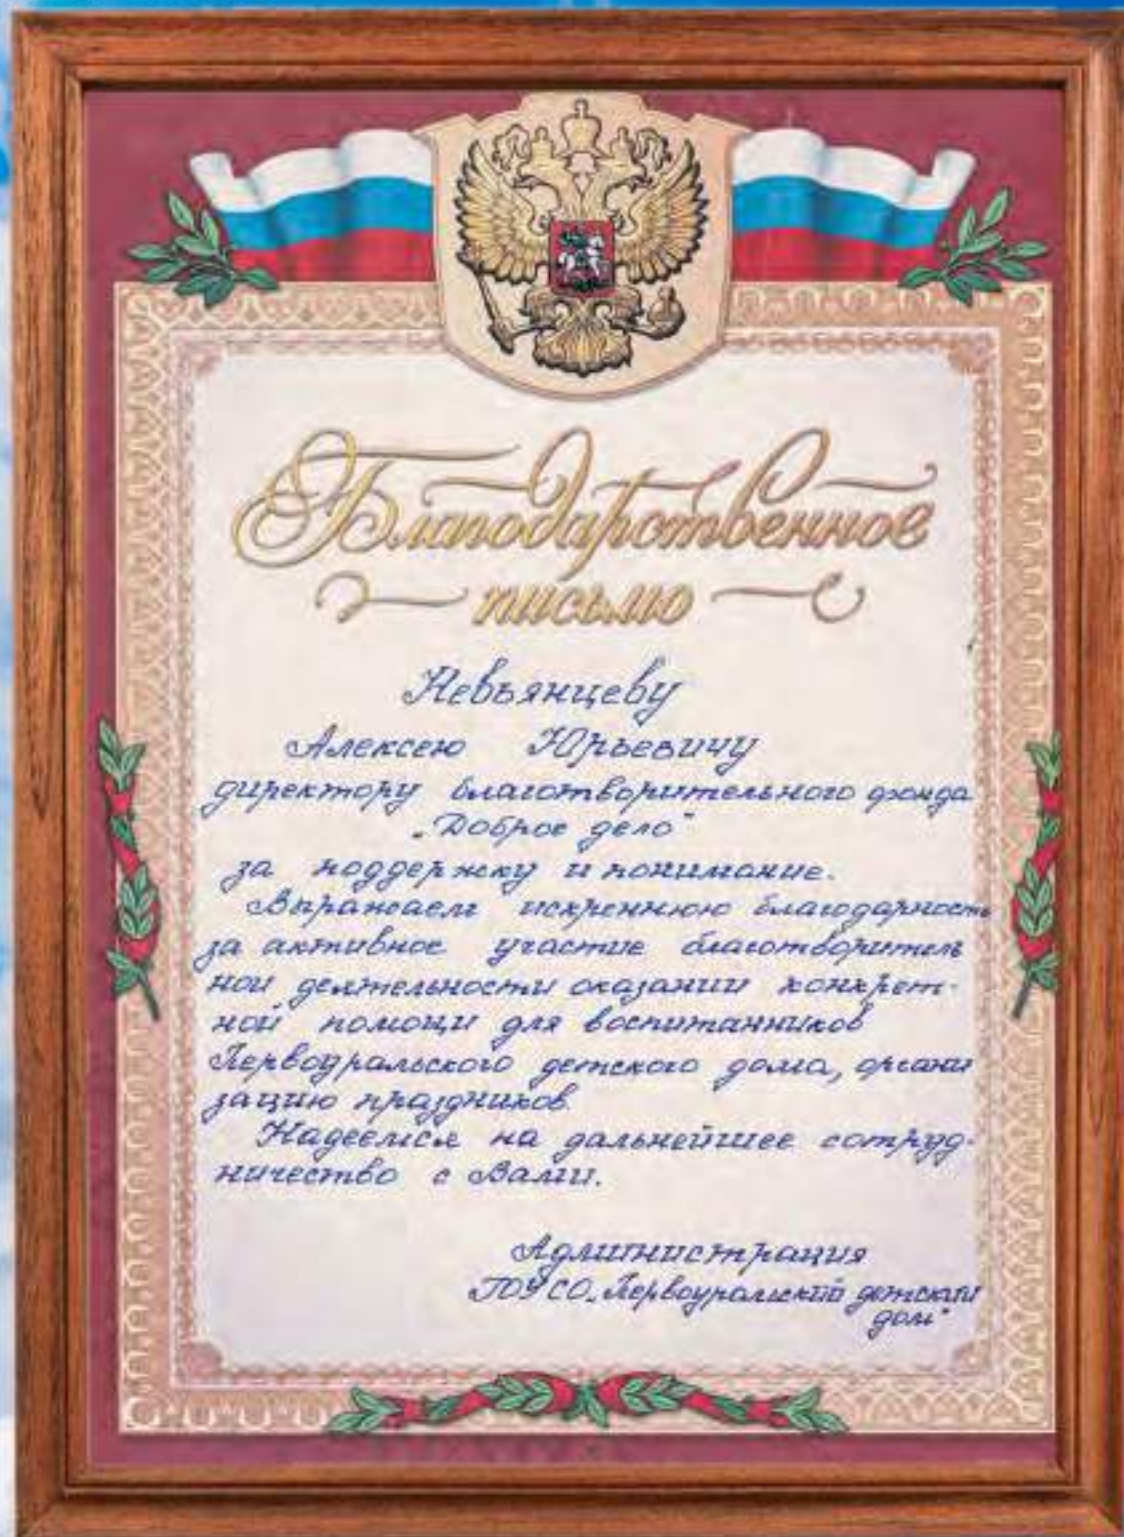 Благодарственное
письмо
Невьянцеву
Алексею Юрьевичу
директору благотворительного фонда
„Доброе дело"
за поддержку и понимание.
Выражаем искреннюю благодарность
за активное участие благотворитель
ной деятельности оказании конкрет-
ной помощи для воспитанников
Первоуральского детского дома, органи
зацию праздников.
Надеемся на дальнейшее сотруд-
ничество с Вами.
Администрация
ГОУСО „Первоуральский детский
дом"